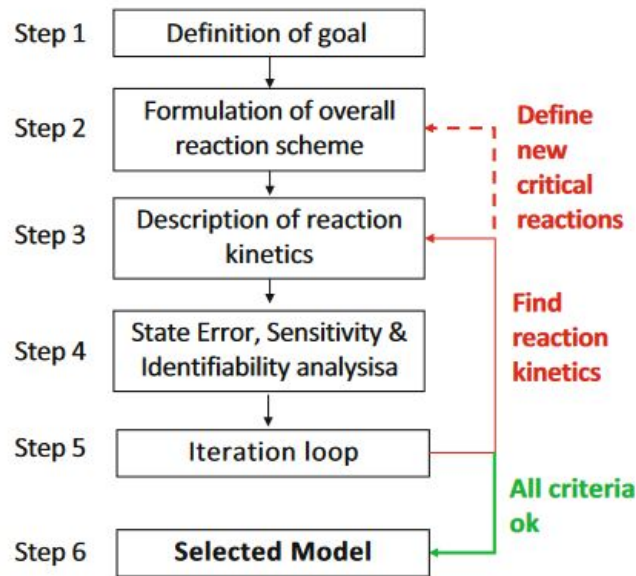 Step 1
Definition of goal
Step 2
Formulation of overall
reaction scheme
Define
new
critical
reactions
Step 3
Description of reaction
kinetics
Find
reaction
kinetics
Step 4
State Error, Sensitivity &
Identifiability analysisa
Step 5
Iteration loop
All criteria
ok
Step 6
Selected Model